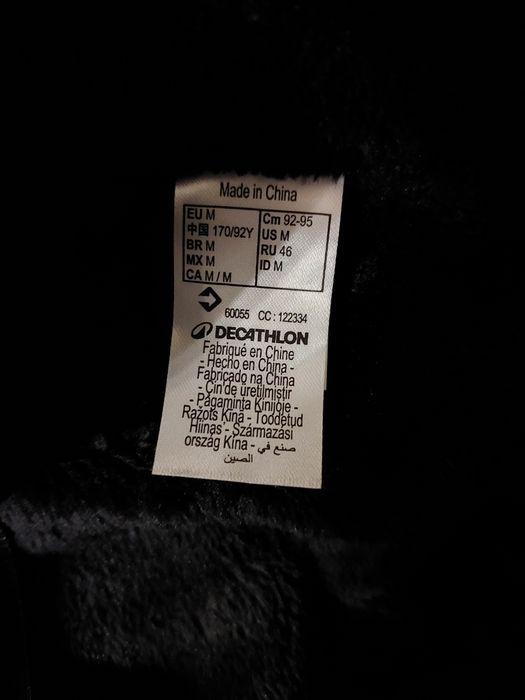 Made in China
EU M
中国 170/92Y
BR M
MX M
CA M / M
Cm 92-95
US M
RU 46
ID M
60055 CC : 122334
DECATHLON
Fabriqué en Chine
- Hecho en China -
Fabricado na China
- Çin'de üretilmiştir
- Pagaminta Kinijoje -
Ražots Ķīnā - Toodetud
Hiinas - Származási
ország Kína - صنع في
الصين